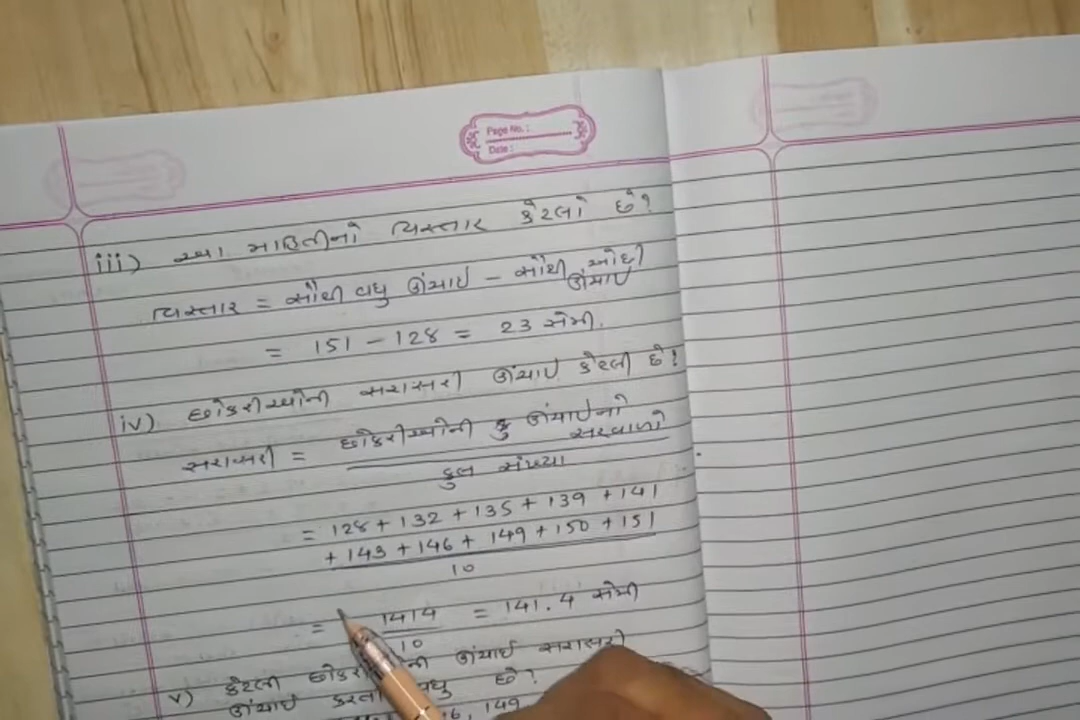 Page No. :
Date :
iii) આ માહિતીનો વિસ્તાર કેટલો છે?
વિસ્તાર = સૌથી વધુ ઊંચાઈ - સૌથી ઓછી
ઊંચાઈ
= 151 - 128 = 23 સેમી.
iv) છોકરીઓની સરાસરી ઊંચાઈ કેટલી છે?
સરાસરી = છોકરીઓની ઊંચાઈનો
સરવાળો
કુલ સંખ્યા
= 128 + 132 + 135 + 139 + 141
+ 143 + 146 + 149 + 150 + 151
10
= 1414 = 141.4 સેમી
10
v) કેટલી ઊંચાઈ સરાસરી
ઊંચાઈ કરતાં વધુ છે?
149